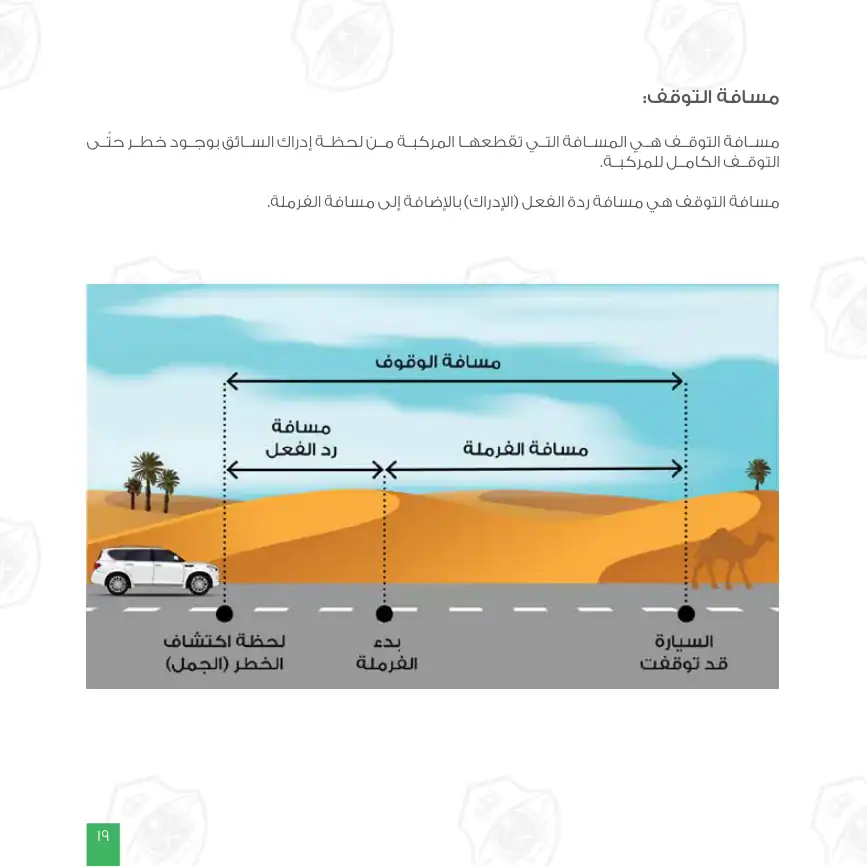 مسافة التوقف:
مسافة التوقف هي المسافة التي تقطعها المركبة من لحظة إدراك السائق بوجود خطر حتّى
التوقف الكامل للمركبة.
مسافة التوقف هي مسافة ردة الفعل (الإدراك) بالإضافة إلى مسافة الفرملة.
مسافة الوقوف
مسافة
رد الفعل
مسافة الفرملة
السيارة
قد توقفت
بدء
الفرملة
لحظة اكتشاف
الخطر (الجمل)
١٩